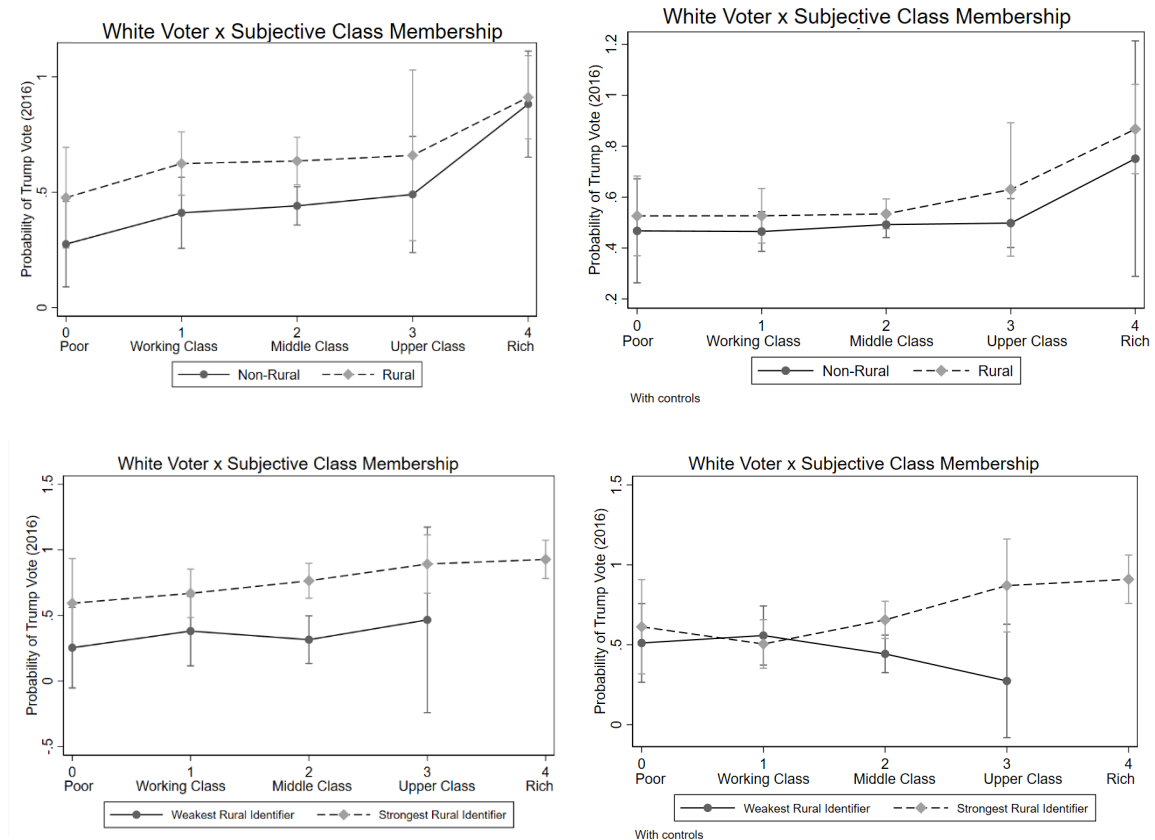 White Voter x Subjective Class Membership
Probability of Trump Vote (2016)
1
.5
0
0 1 2 3 4
Poor Working Class Middle Class Upper Class Rich
Non-Rural Rural
White Voter x Subjective Class Membership
Probability of Trump Vote (2016)
1.2
1
.8
.6
.4
.2
0 1 2 3 4
Poor Working Class Middle Class Upper Class Rich
Non-Rural Rural
With controls
White Voter x Subjective Class Membership
Probability of Trump Vote (2016)
1.5
1
.5
0
-.5
0 1 2 3 4
Poor Working Class Middle Class Upper Class Rich
Weakest Rural Identifier Strongest Rural Identifier
White Voter x Subjective Class Membership
Probability of Trump Vote (2016)
1.5
1
.5
0
0 1 2 3 4
Poor Working Class Middle Class Upper Class Rich
Weakest Rural Identifier Strongest Rural Identifier
With controls